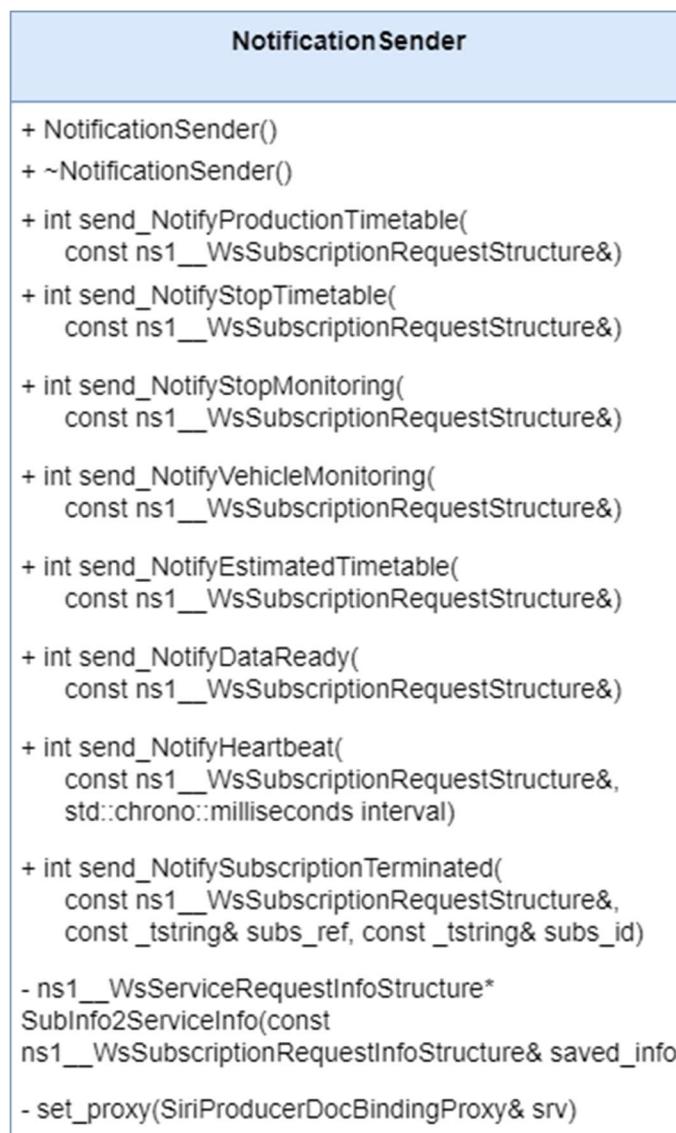 NotificationSender
+ NotificationSender()
+ ~NotificationSender()
+ int send_NotifyProductionTimetable(
const ns1__WsSubscriptionRequestStructure&)
+ int send_NotifyStopTimetable(
const ns1__WsSubscriptionRequestStructure&)
+ int send_NotifyStopMonitoring(
const ns1__WsSubscriptionRequestStructure&)
+ int send_NotifyVehicleMonitoring(
const ns1__WsSubscriptionRequestStructure&)
+ int send_NotifyEstimatedTimetable(
const ns1__WsSubscriptionRequestStructure&)
+ int send_NotifyDataReady(
const ns1__WsSubscriptionRequestStructure&)
+ int send_NotifyHeartbeat(
const ns1__WsSubscriptionRequestStructure&,
std::chrono::milliseconds interval)
+ int send_NotifySubscriptionTerminated(
const ns1__WsSubscriptionRequestStructure&,
const _tstring& subs_ref, const _tstring& subs_id)
- ns1__WsServiceRequestInfoStructure*
SubInfo2ServiceInfo(const
ns1__WsSubscriptionRequestInfoStructure& saved_info
- set_proxy(SiriProducerDocBindingProxy& srv)